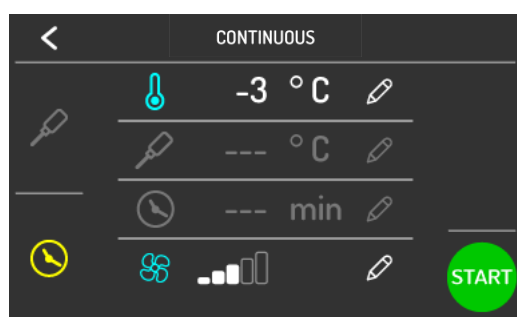 CONTINUOUS
-3 °C
--- °C
--- min
START